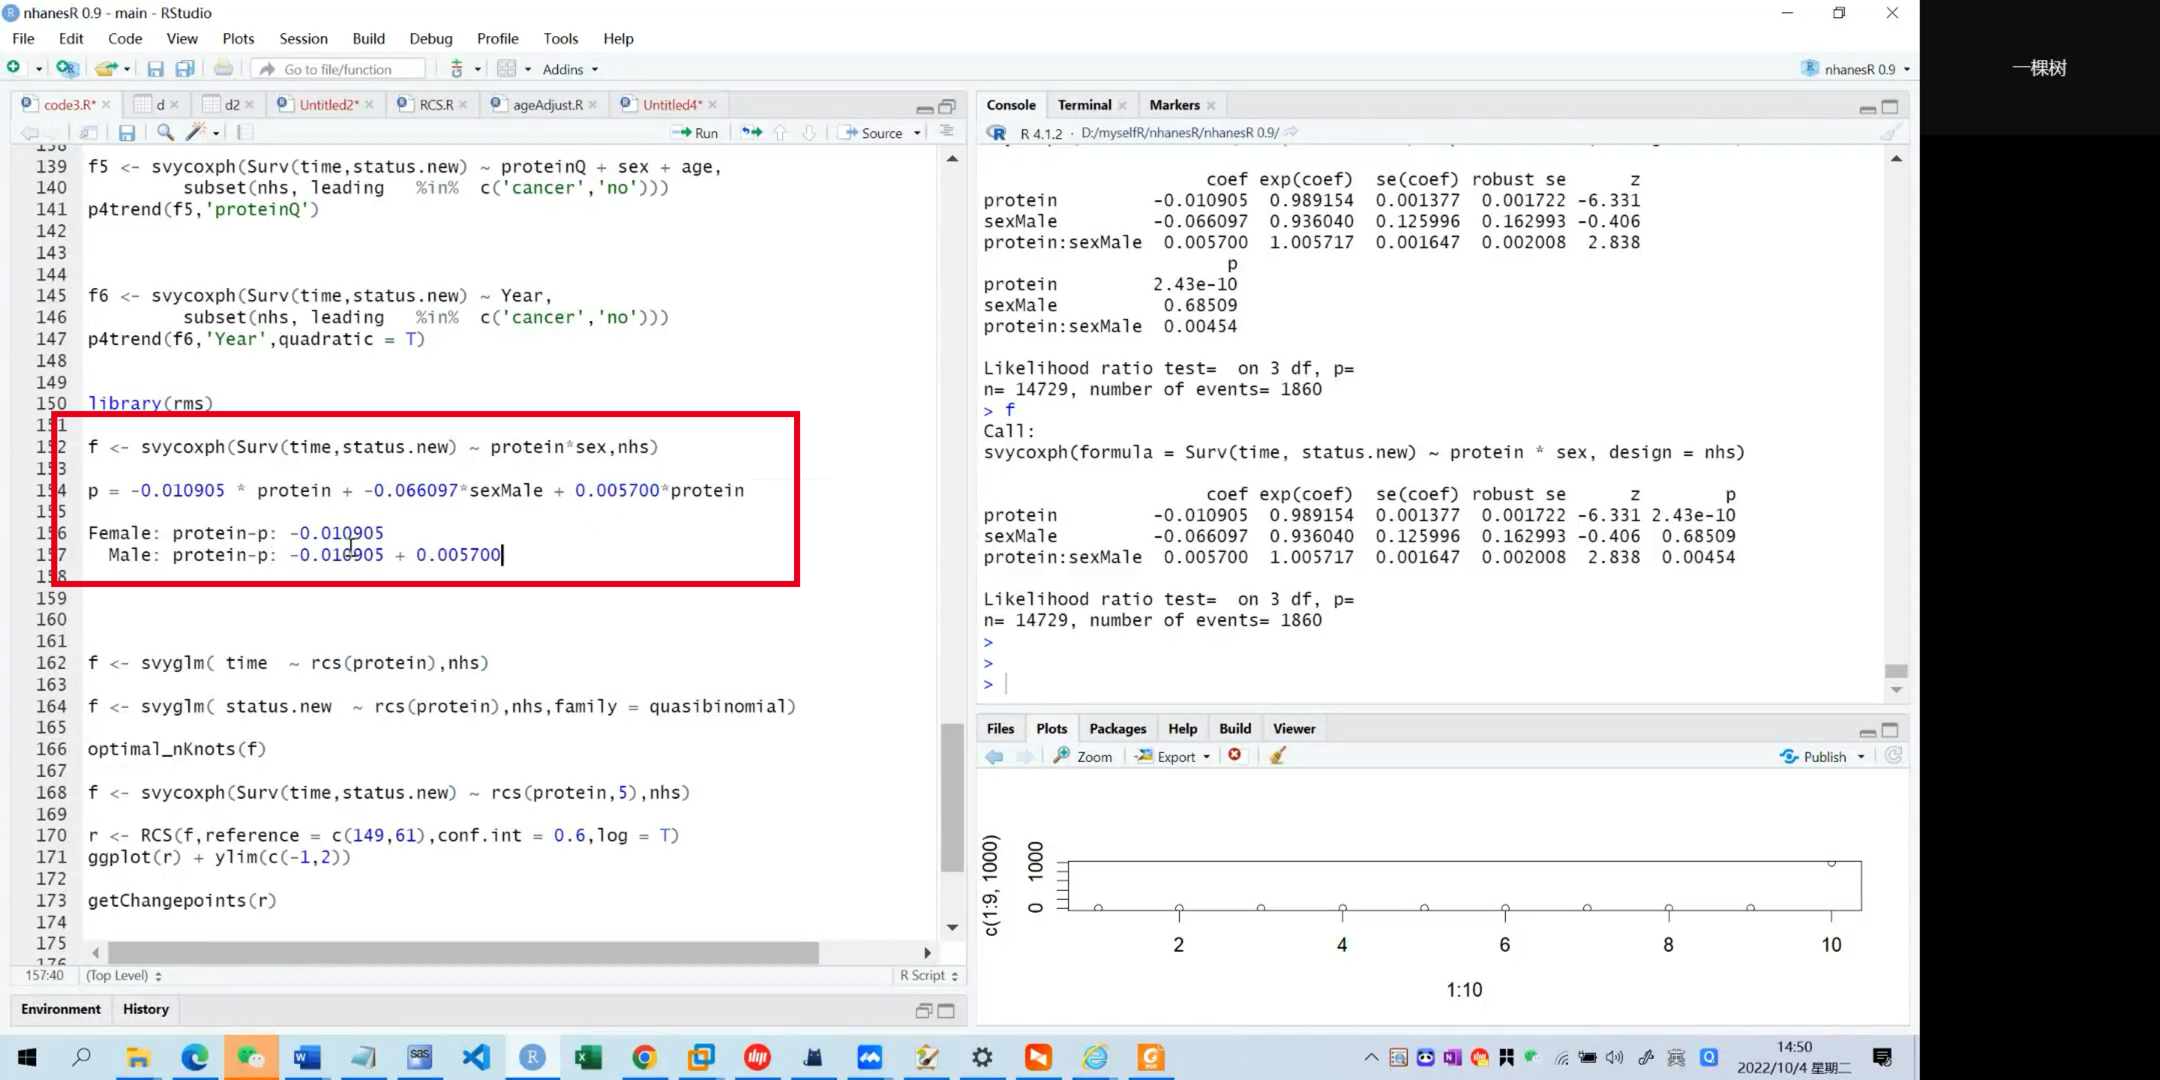 nhanesR 0.9 - main - RStudio
File Edit Code View Plots Session Build Debug Profile Tools Help
Go to file/function Addins nhanesR 0.9
code3.R* d d2 Untitled2* RCS.R ageAdjust.R Untitled4*
Run Source
138
139 f5 <- svycoxph(Surv(time,status.new) ~ proteinQ + sex + age,
140 subset(nhs, leading %in% c('cancer','no')))
141 p4trend(f5,'proteinQ')
142
143
144
145 f6 <- svycoxph(Surv(time,status.new) ~ Year,
146 subset(nhs, leading %in% c('cancer','no')))
147 p4trend(f6,'Year',quadratic = T)
148
149
150 library(rms)
151
152 f <- svycoxph(Surv(time,status.new) ~ protein*sex,nhs)
153
154 p = -0.010905 * protein + -0.066097*sexMale + 0.005700*protein
155
156 Female: protein-p: -0.010905
157 Male: protein-p: -0.010905 + 0.005700
158
159
160
161
162 f <- svyglm( time ~ rcs(protein),nhs)
163
164 f <- svyglm( status.new ~ rcs(protein),nhs,family = quasibinomial)
165
166 optimal_nKnots(f)
167
168 f <- svycoxph(Surv(time,status.new) ~ rcs(protein,5),nhs)
169
170 r <- RCS(f,reference = c(149,61),conf.int = 0.6,log = T)
171 ggplot(r) + ylim(c(-1,2))
172
173 getChangepoints(r)
174
175
176
157:40 (Top Level) R Script
Environment History
Console Terminal Markers
R 4.1.2 · D:/myselfR/nhanesR/nhanesR 0.9/
coef exp(coef) se(coef) robust se z
protein -0.010905 0.989154 0.001377 0.001722 -6.331
sexMale -0.066097 0.936040 0.125996 0.162993 -0.406
protein:sexMale 0.005700 1.005717 0.001647 0.002008 2.838
p
protein 2.43e-10
sexMale 0.68509
protein:sexMale 0.00454
Likelihood ratio test= on 3 df, p=
n= 14729, number of events= 1860
> f
Call:
svycoxph(formula = Surv(time, status.new) ~ protein * sex, design = nhs)
coef exp(coef) se(coef) robust se z p
protein -0.010905 0.989154 0.001377 0.001722 -6.331 2.43e-10
sexMale -0.066097 0.936040 0.125996 0.162993 -0.406 0.68509
protein:sexMale 0.005700 1.005717 0.001647 0.002008 2.838 0.00454
Likelihood ratio test= on 3 df, p=
n= 14729, number of events= 1860
>
>
>
Files Plots Packages Help Build Viewer
Zoom Export Publish
c(1:9, 1000)
0 1000
2 4 6 8 10
1:10
一棵树
14:50
2022/10/4 星期二